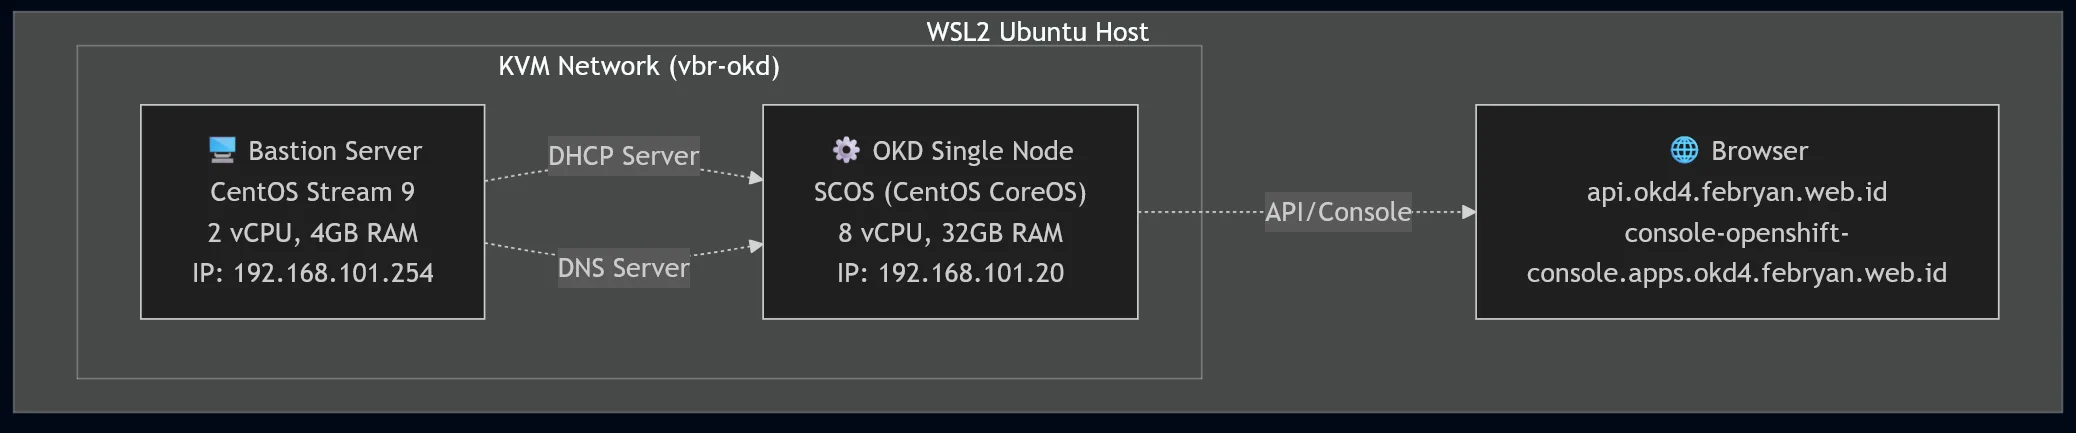 WSL2 Ubuntu Host
KVM Network (vbr-okd)
Bastion Server
CentOS Stream 9
2 vCPU, 4GB RAM
IP: 192.168.101.254
DHCP Server
DNS Server
OKD Single Node
SCOS (CentOS CoreOS)
8 vCPU, 32GB RAM
IP: 192.168.101.20
API/Console
Browser
api.okd4.febryan.web.id
console-openshift-
console.apps.okd4.febryan.web.id